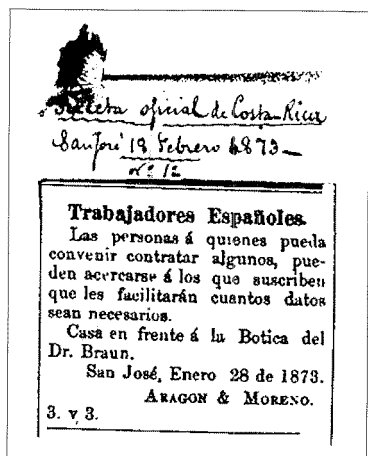 Gaceta oficial de Costa-Rica
San José 18 Febrero 1873 —
Nº 12
Trabajadores Españoles.
Las personas á quienes pueda
convenir contratar algunos, pue-
den acercarse á los que suscriben
que les facilitarán cuantos datos
sean necesarios.
Casa en frente á la Botica del
Dr. Braun.
San José, Enero 28 de 1873.
ARAGON & MORENO.
3. v 3.